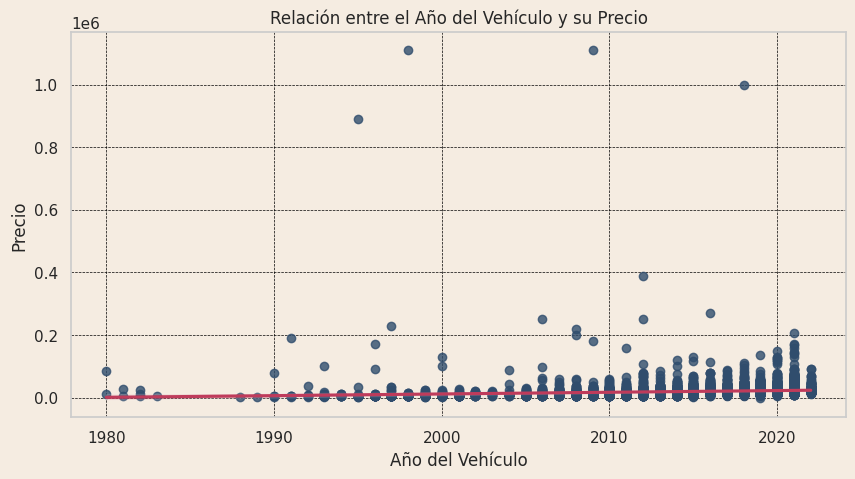 Relación entre el Año del Vehículo y su Precio
1e6
1.0
0.8
0.6
0.4
0.2
0.0
Precio
1980 1990 2000 2010 2020
Año del Vehículo